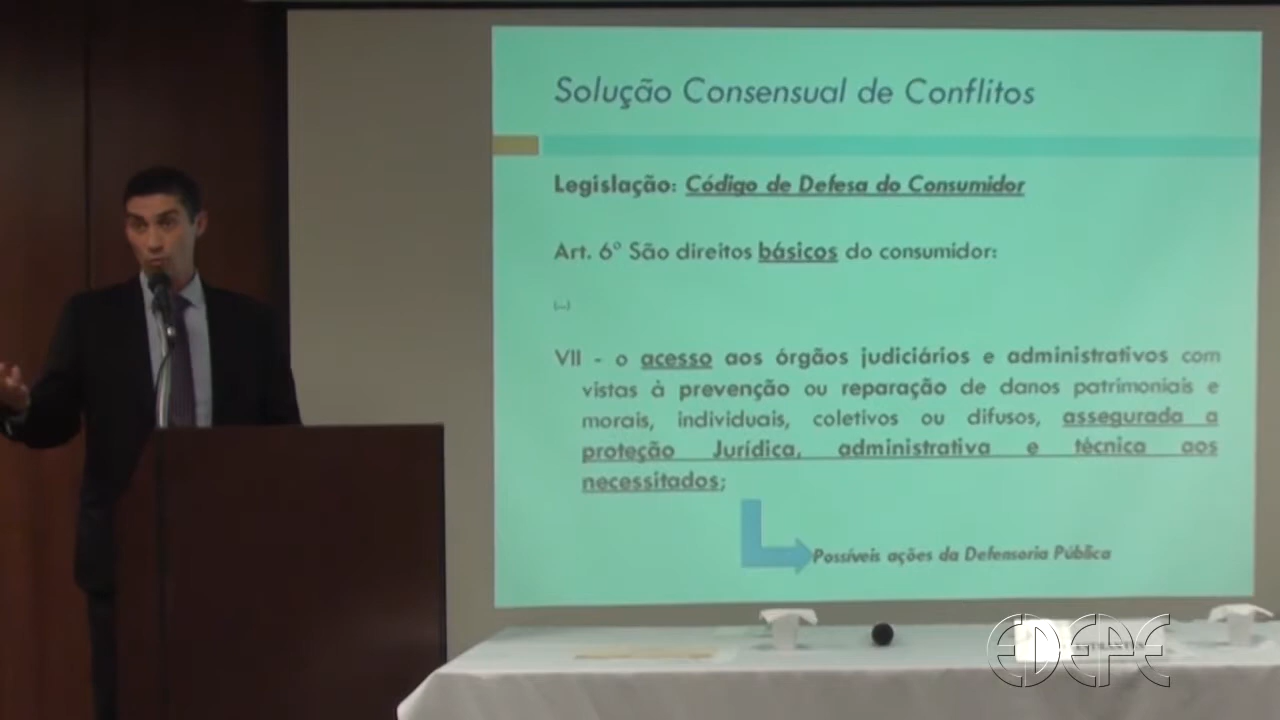 Solução Consensual de Conflitos
Legislação: Código de Defesa do Consumidor
Art. 6º São direitos básicos do consumidor:
(...)
VII - o acesso aos órgãos judiciários e administrativos com
vistas à prevenção ou reparação de danos patrimoniais e
morais, individuais, coletivos ou difusos, assegurada a
proteção Jurídica, administrativa e técnica aos
necessitados;
Possíveis ações da Defensoria Pública
EDEPE